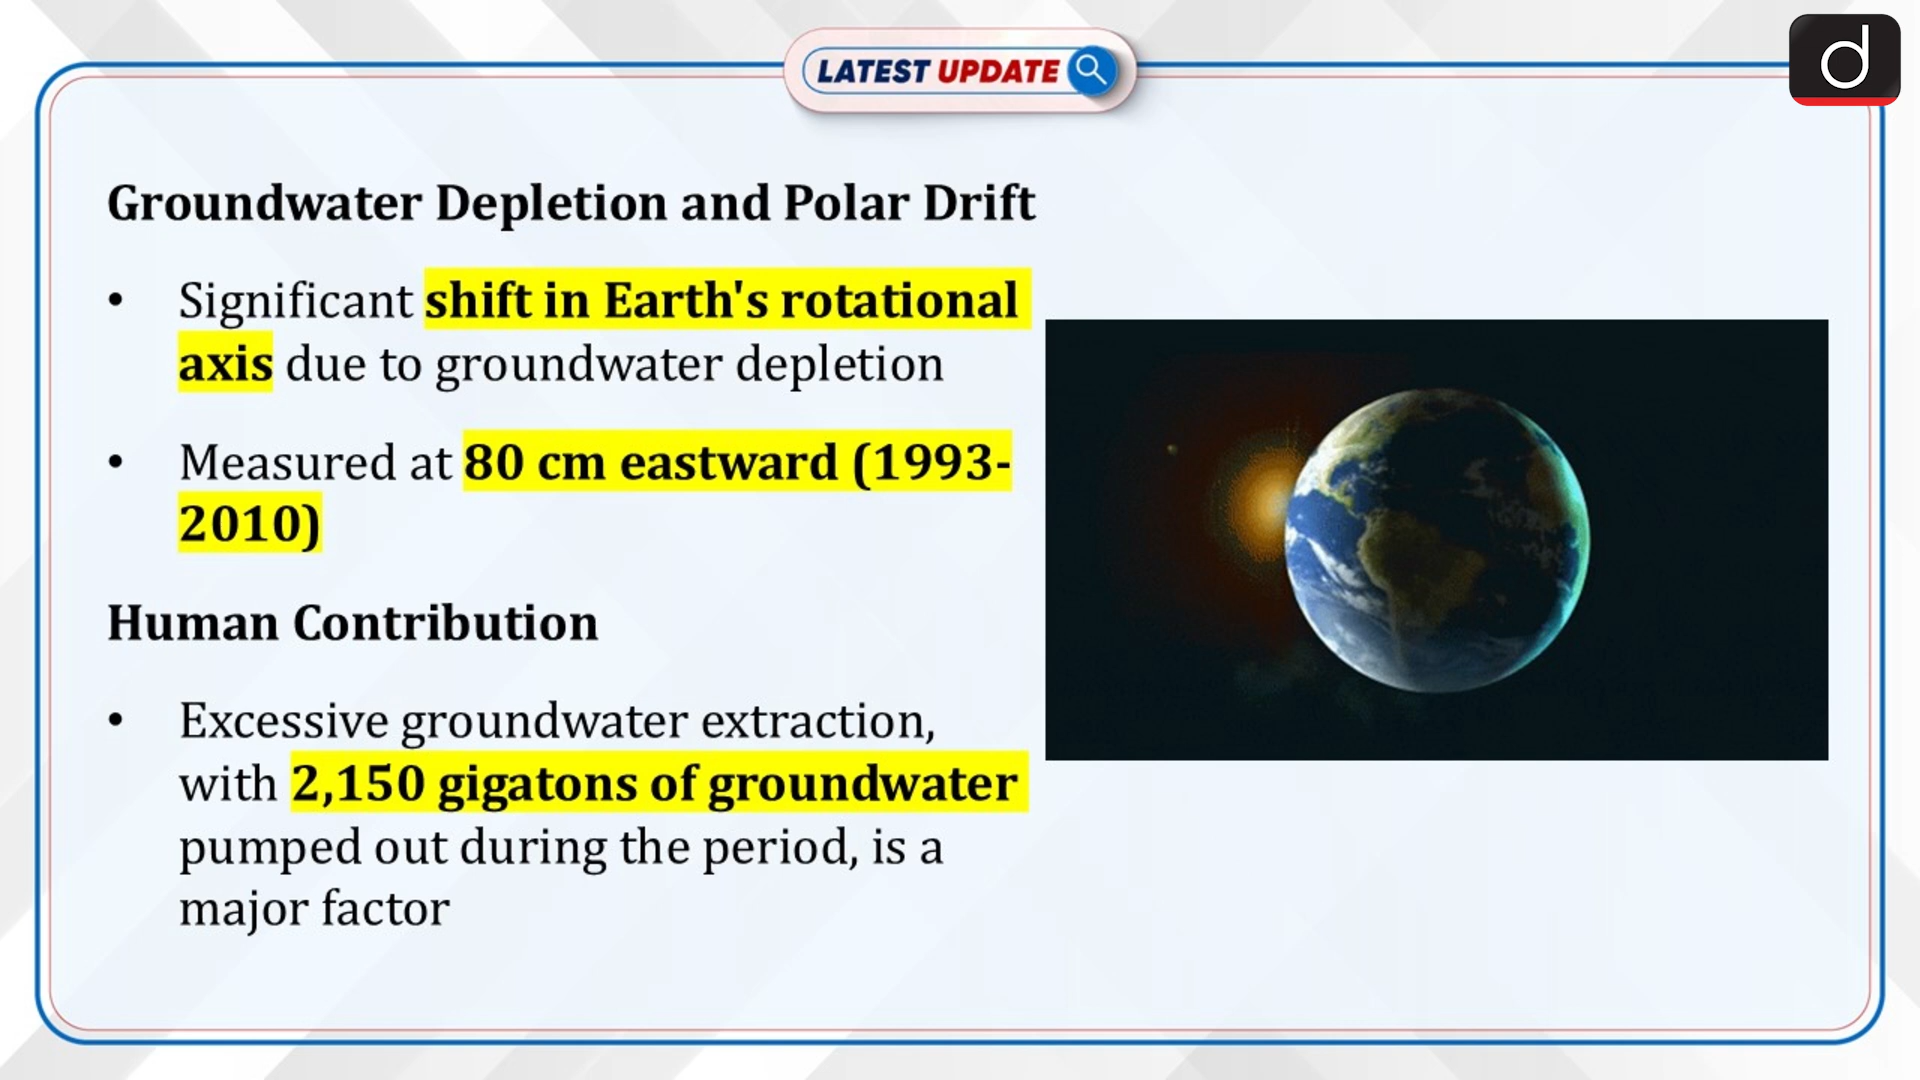 LATEST UPDATE
d
Groundwater Depletion and Polar Drift
• Significant shift in Earth's rotational
axis due to groundwater depletion
• Measured at 80 cm eastward (1993-
2010)
Human Contribution
• Excessive groundwater extraction,
with 2,150 gigatons of groundwater
pumped out during the period, is a
major factor